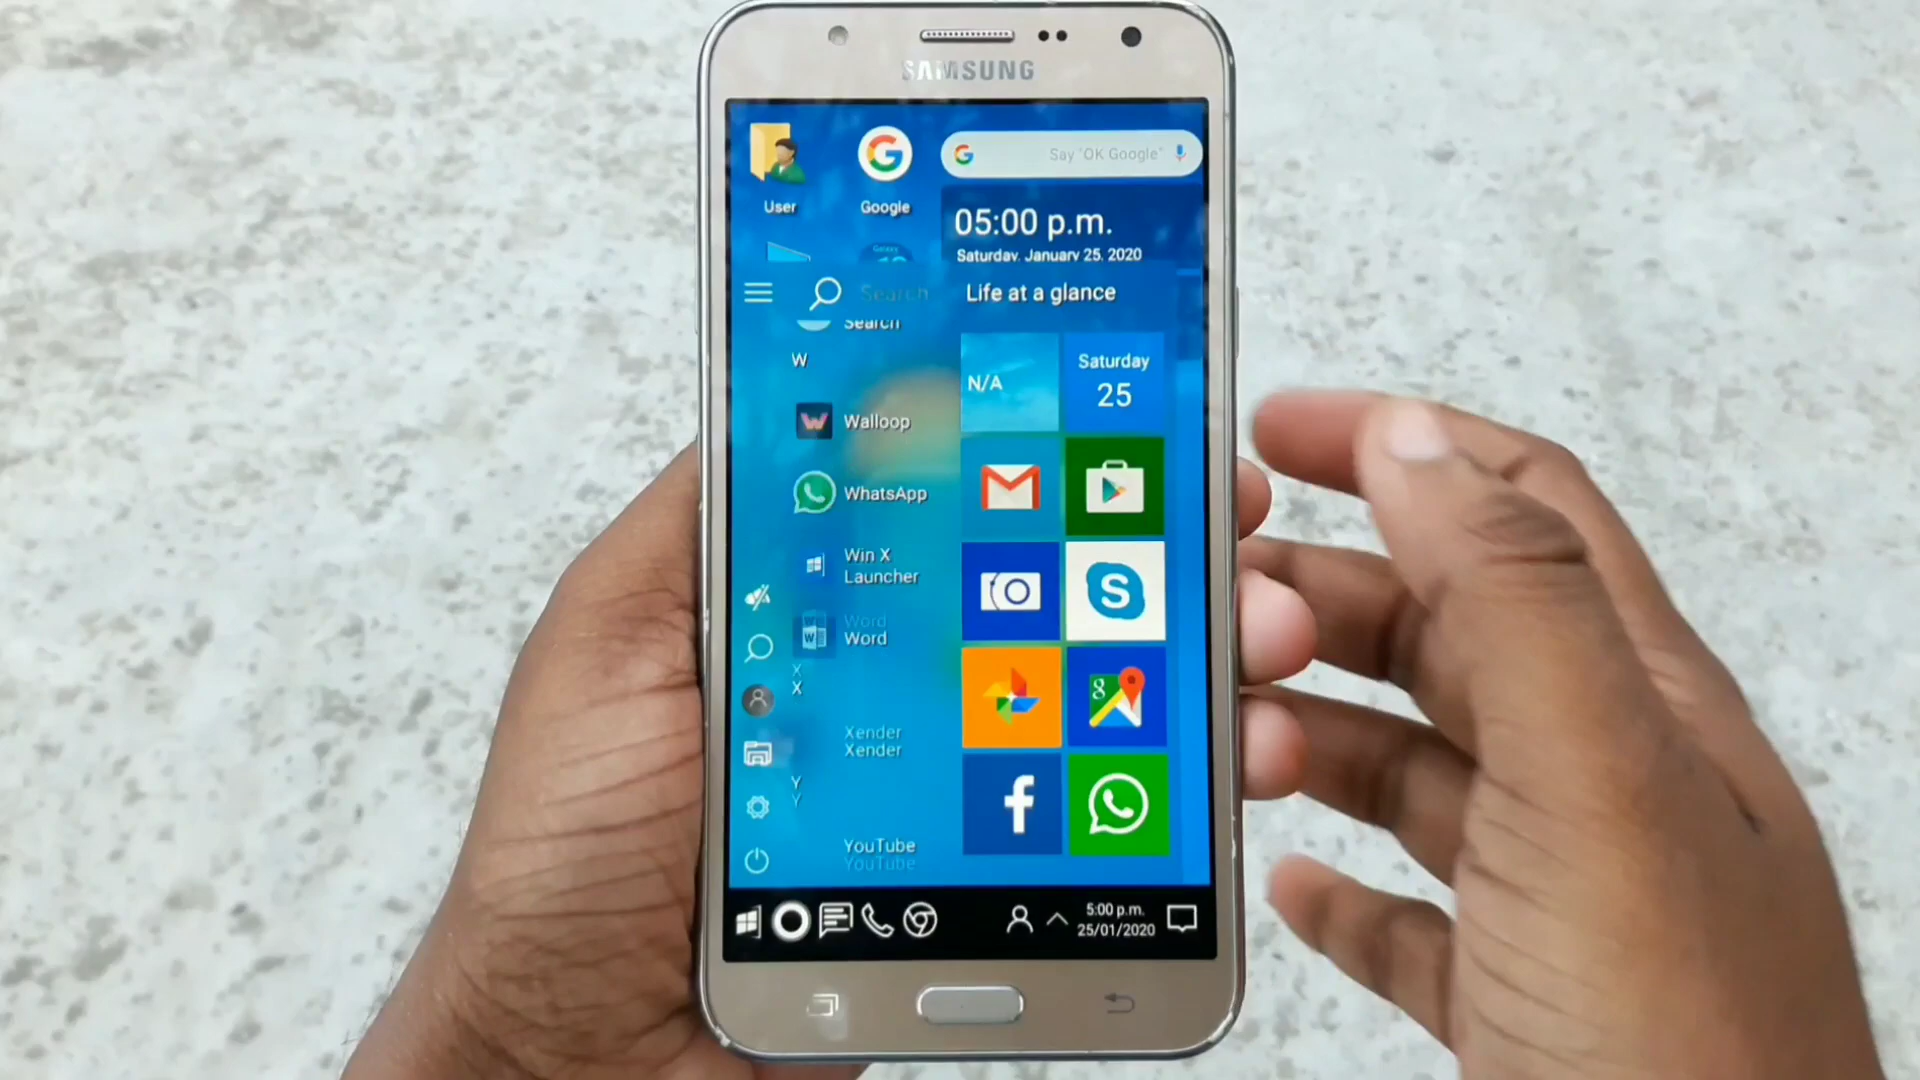 SAMSUNG
User
Google
Say "OK Google"
05:00 p.m.
Saturday, January 25, 2020
Search
Life at a glance
Search
W
N/A
Saturday
25
Walloop
WhatsApp
Win X
Launcher
Word
Word
X
X
Xender
Xender
Y
Y
YouTube
YouTube
5:00 p.m.
25/01/2020